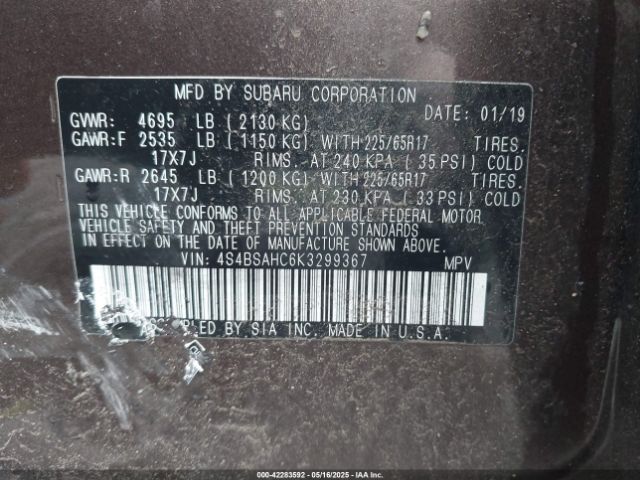 MFD BY SUBARU CORPORATION
DATE: 01/19
GVWR: 4695 LB ( 2130 KG)
GAWR:F 2535 LB ( 1150 KG) WITH 225/65R17 TIRES.
17X7J RIMS. AT 240 KPA ( 35 PSI) COLD
GAWR:R 2645 LB ( 1200 KG) WITH 225/65R17 TIRES.
17X7J RIMS. AT 230 KPA ( 33 PSI) COLD
THIS VEHICLE CONFORMS TO ALL APPLICABLE FEDERAL MOTOR
VEHICLE SAFETY AND THEFT PREVENTION STANDARDS
IN EFFECT ON THE DATE OF MANUFACTURE SHOWN ABOVE.
VIN: 4S4BSAHC6K3299367 MPV
BY SIA INC. MADE IN U.S.A.
000-42283592 - 05/16/2025 - IAAI, Inc.